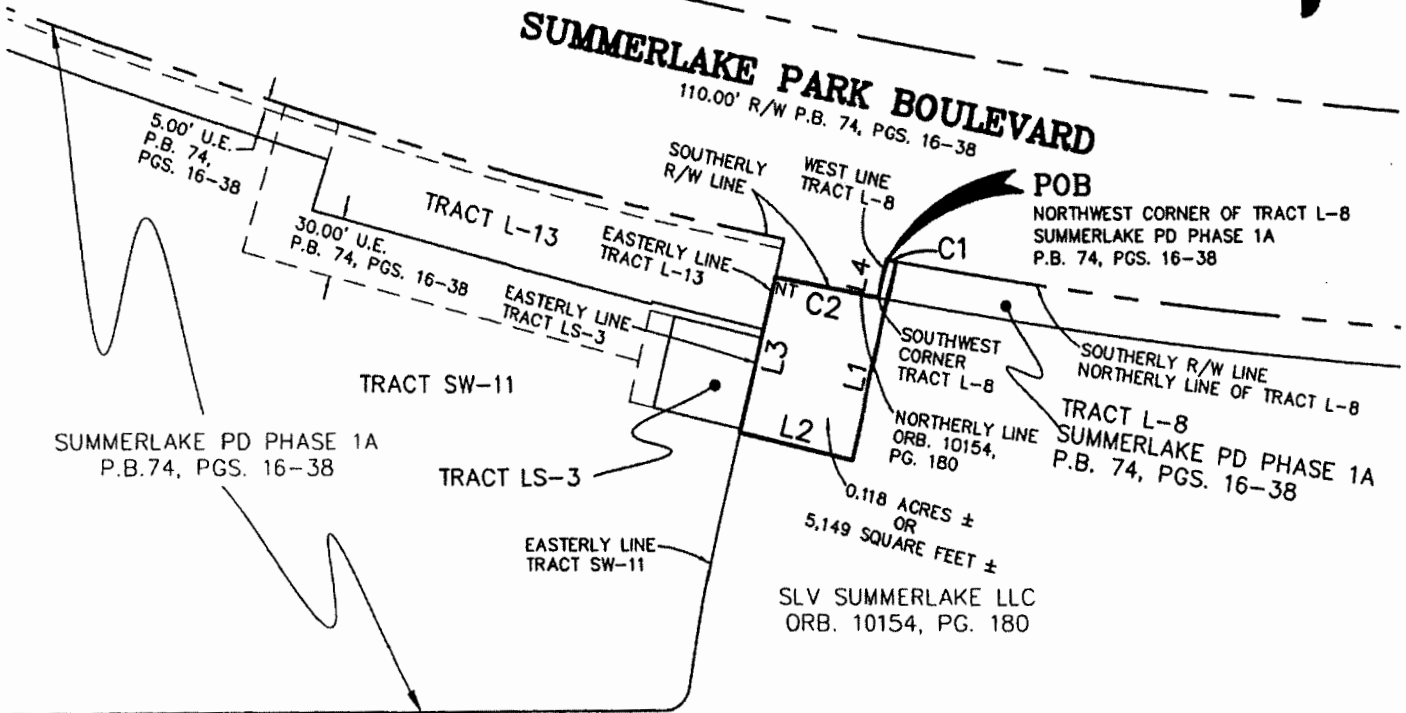 SUMMERLAKE PARK BOULEVARD
110.00' R/W P.B. 74, PGS. 16-38
5.00' U.E.
P.B. 74,
PGS. 16-38
TRACT L-13
30.00' U.E.
P.B. 74, PGS. 16-38
SOUTHERLY
R/W LINE
WEST LINE
TRACT L-8
POB
NORTHWEST CORNER OF TRACT L-8
SUMMERLAKE PD PHASE 1A
P.B. 74, PGS. 16-38
EASTERLY LINE
TRACT L-13
EASTERLY LINE
TRACT LS-3
NT
C2
L4
C1
L3
L1
L2
SOUTHWEST
CORNER
TRACT L-8
SOUTHERLY R/W LINE
NORTHERLY LINE OF TRACT L-8
TRACT L-8
SUMMERLAKE PD PHASE 1A
P.B. 74, PGS. 16-38
NORTHERLY LINE
ORB. 10154,
PG. 180
TRACT SW-11
SUMMERLAKE PD PHASE 1A
P.B.74, PGS. 16-38
TRACT LS-3
0.118 ACRES ±
OR
5,149 SQUARE FEET ±
EASTERLY LINE
TRACT SW-11
SLV SUMMERLAKE LLC
ORB. 10154, PG. 180